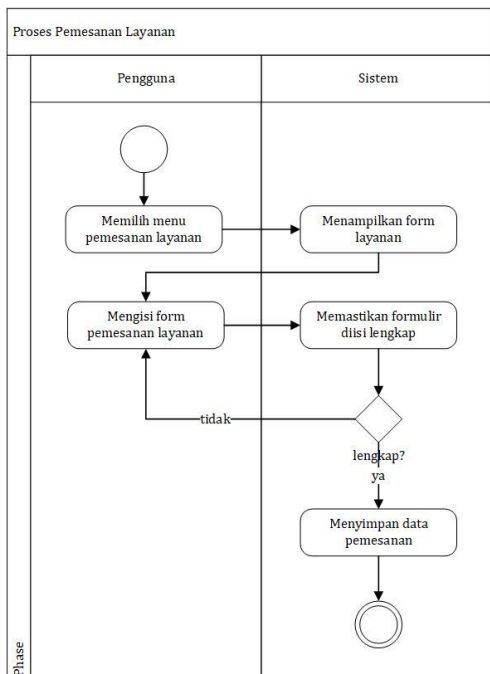 Proses Pemesanan Layanan
Pengguna
Sistem
Memilih menu
pemesanan layanan
Menampilkan form
layanan
Mengisi form
pemesanan layanan
Memastikan formulir
diisi lengkap
tidak
lengkap?
ya
Menyimpan data
pemesanan
Phase